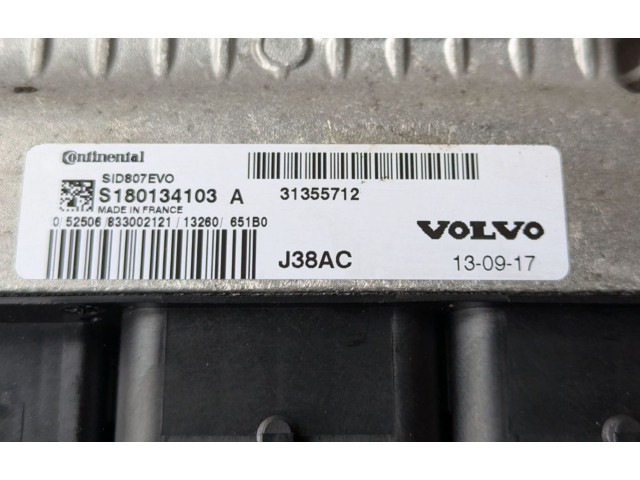 Continental
SID807EVO
S180134103 A
MADE IN FRANCE
0/52506/833002121/13260/651B0
31355712
VOLVO
J38AC
13-09-17